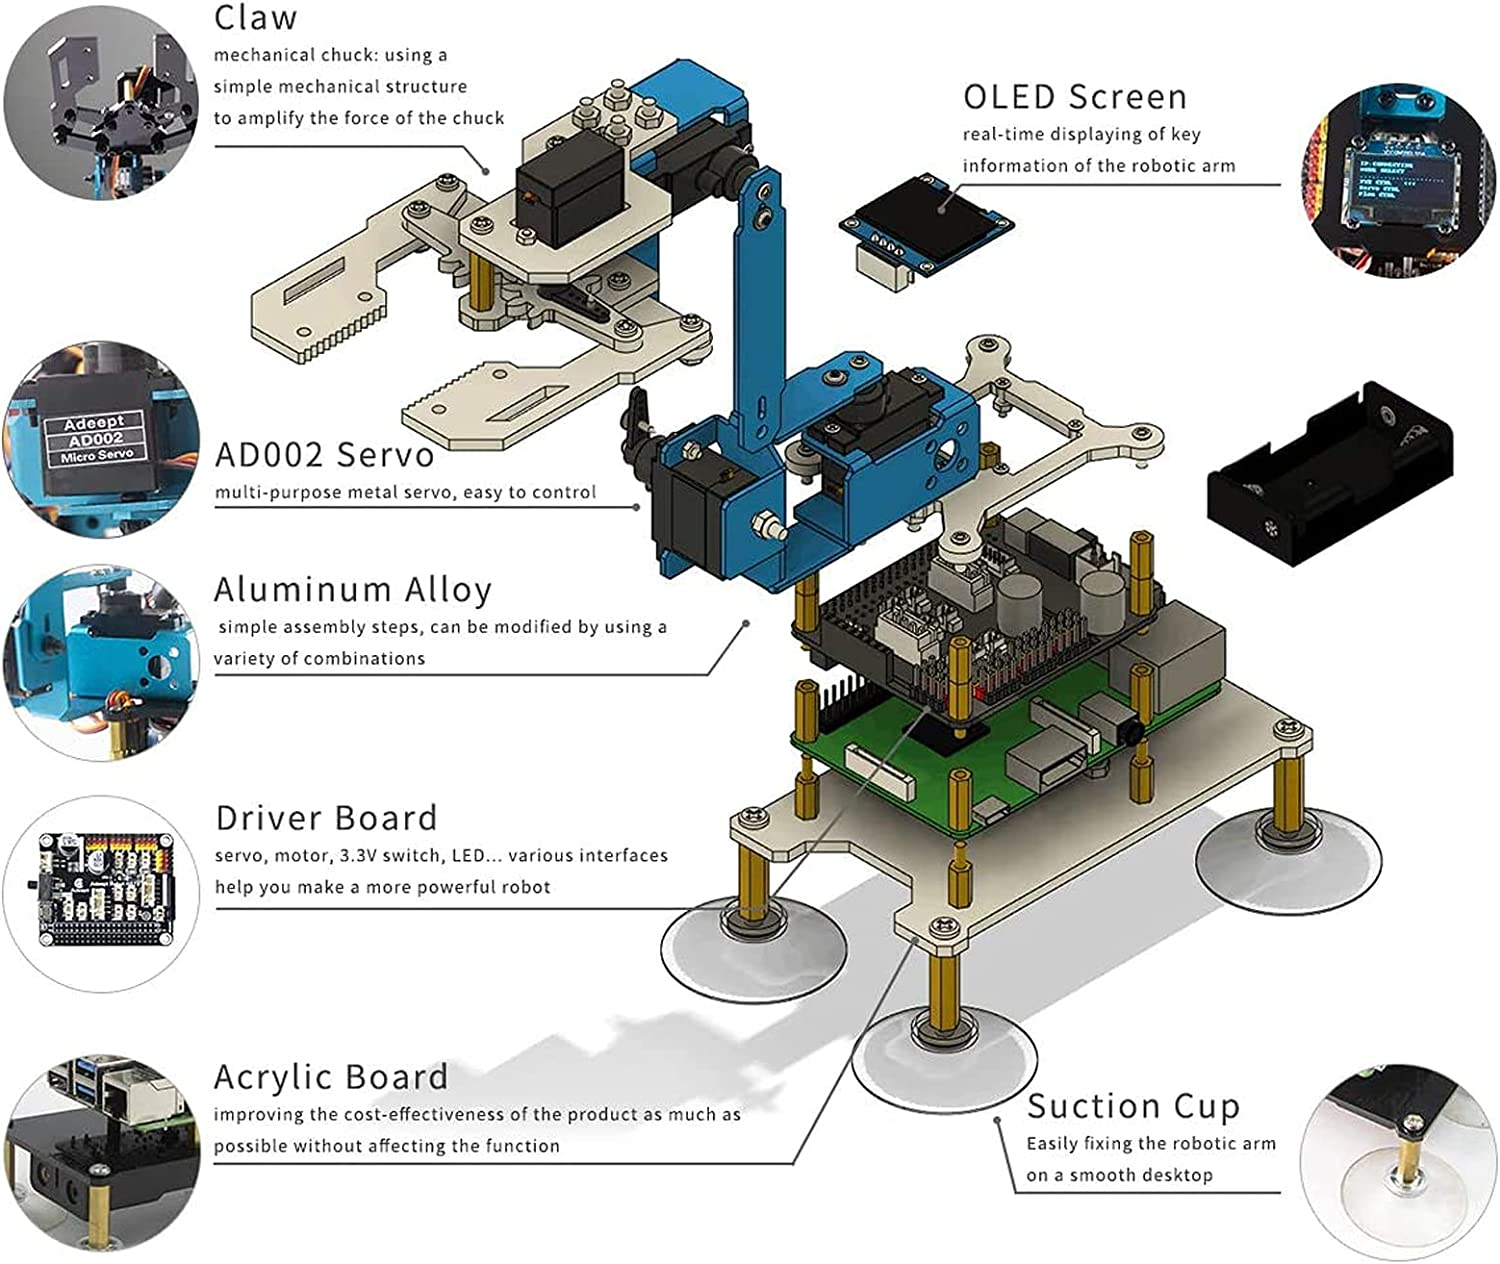 Claw
mechanical chuck: using a
simple mechanical structure
to amplify the force of the chuck
OLED Screen
real-time displaying of key
information of the robotic arm
Adeept
AD002
Micro Servo
AD002 Servo
multi-purpose metal servo, easy to control
Aluminum Alloy
simple assembly steps, can be modified by using a
variety of combinations
Driver Board
servo, motor, 3.3V switch, LED... various interfaces
help you make a more powerful robot
Acrylic Board
improving the cost-effectiveness of the product as much as
possible without affecting the function
Suction Cup
Easily fixing the robotic arm
on a smooth desktop